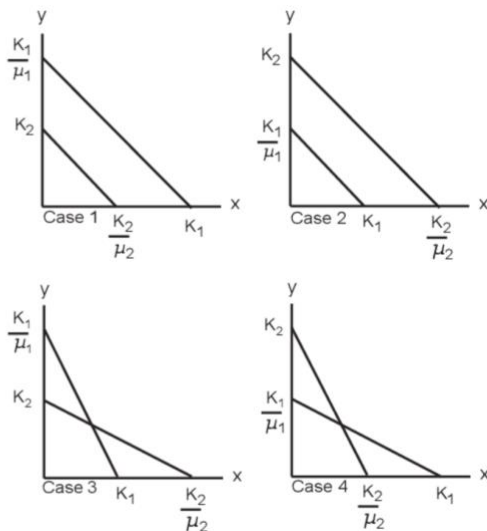 y
K₁
μ₁
K₂
x
Case 1
K₂
μ₂
K₁
y
K₂
K₁
μ₁
x
Case 2
K₁
K₂
μ₂
y
K₁
μ₁
K₂
x
Case 3
K₁
K₂
μ₂
y
K₂
K₁
μ₁
x
Case 4
K₂
μ₂
K₁